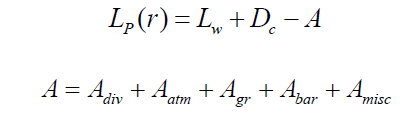 L_P(r) = L_w + D_c − A
A = A_div + A_atm + A_gr + A_bar + A_misc